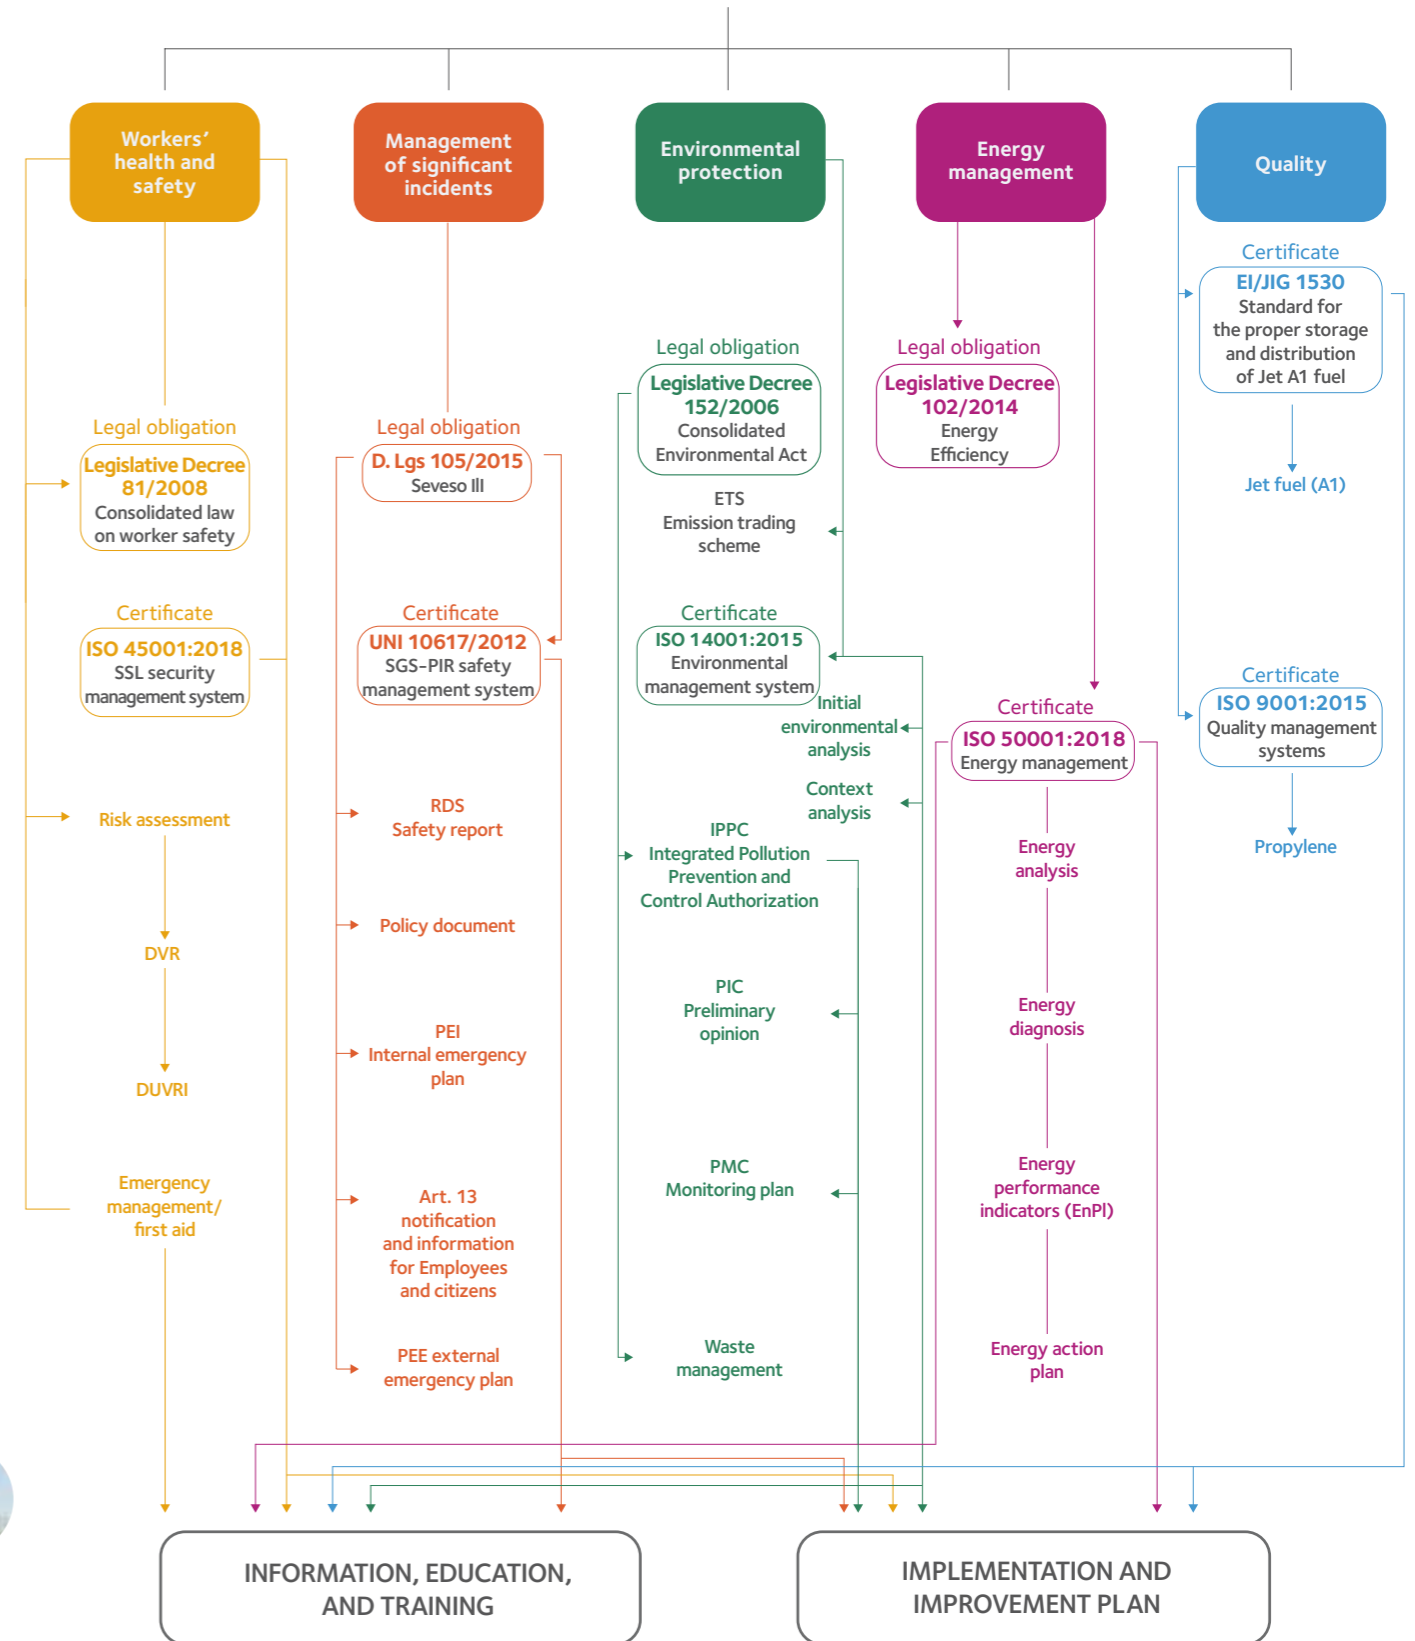 Workers’
health and
safety
Management
of significant
incidents
Environmental
protection
Energy
management
Quality
Legal obligation
Legislative Decree
81/2008
Consolidated law
on worker safety
Certificate
ISO 45001:2018
SSL security
management system
Risk assessment
DVR
DUVRI
Emergency
management/
first aid
Legal obligation
D. Lgs 105/2015
Seveso III
Certificate
UNI 10617/2012
SGS-PIR safety
management system
RDS
Safety report
Policy document
PEI
Internal emergency
plan
Art. 13
notification
and information
for Employees
and citizens
PEE external
emergency plan
Legal obligation
Legislative Decree
152/2006
Consolidated
Environmental Act
ETS
Emission trading
scheme
Certificate
ISO 14001:2015
Environmental
management system
Initial
environmental
analysis
Context
analysis
IPPC
Integrated Pollution
Prevention and
Control Authorization
PIC
Preliminary
opinion
PMC
Monitoring plan
Waste
management
Legal obligation
Legislative Decree
102/2014
Energy
Efficiency
Certificate
ISO 50001:2018
Energy management
Energy
analysis
Energy
diagnosis
Energy
performance
indicators (EnPI)
Energy action
plan
Certificate
EI/JIG 1530
Standard for
the proper storage
and distribution
of Jet A1 fuel
Jet fuel (A1)
Certificate
ISO 9001:2015
Quality management
systems
Propylene
INFORMATION, EDUCATION,
AND TRAINING
IMPLEMENTATION AND
IMPROVEMENT PLAN